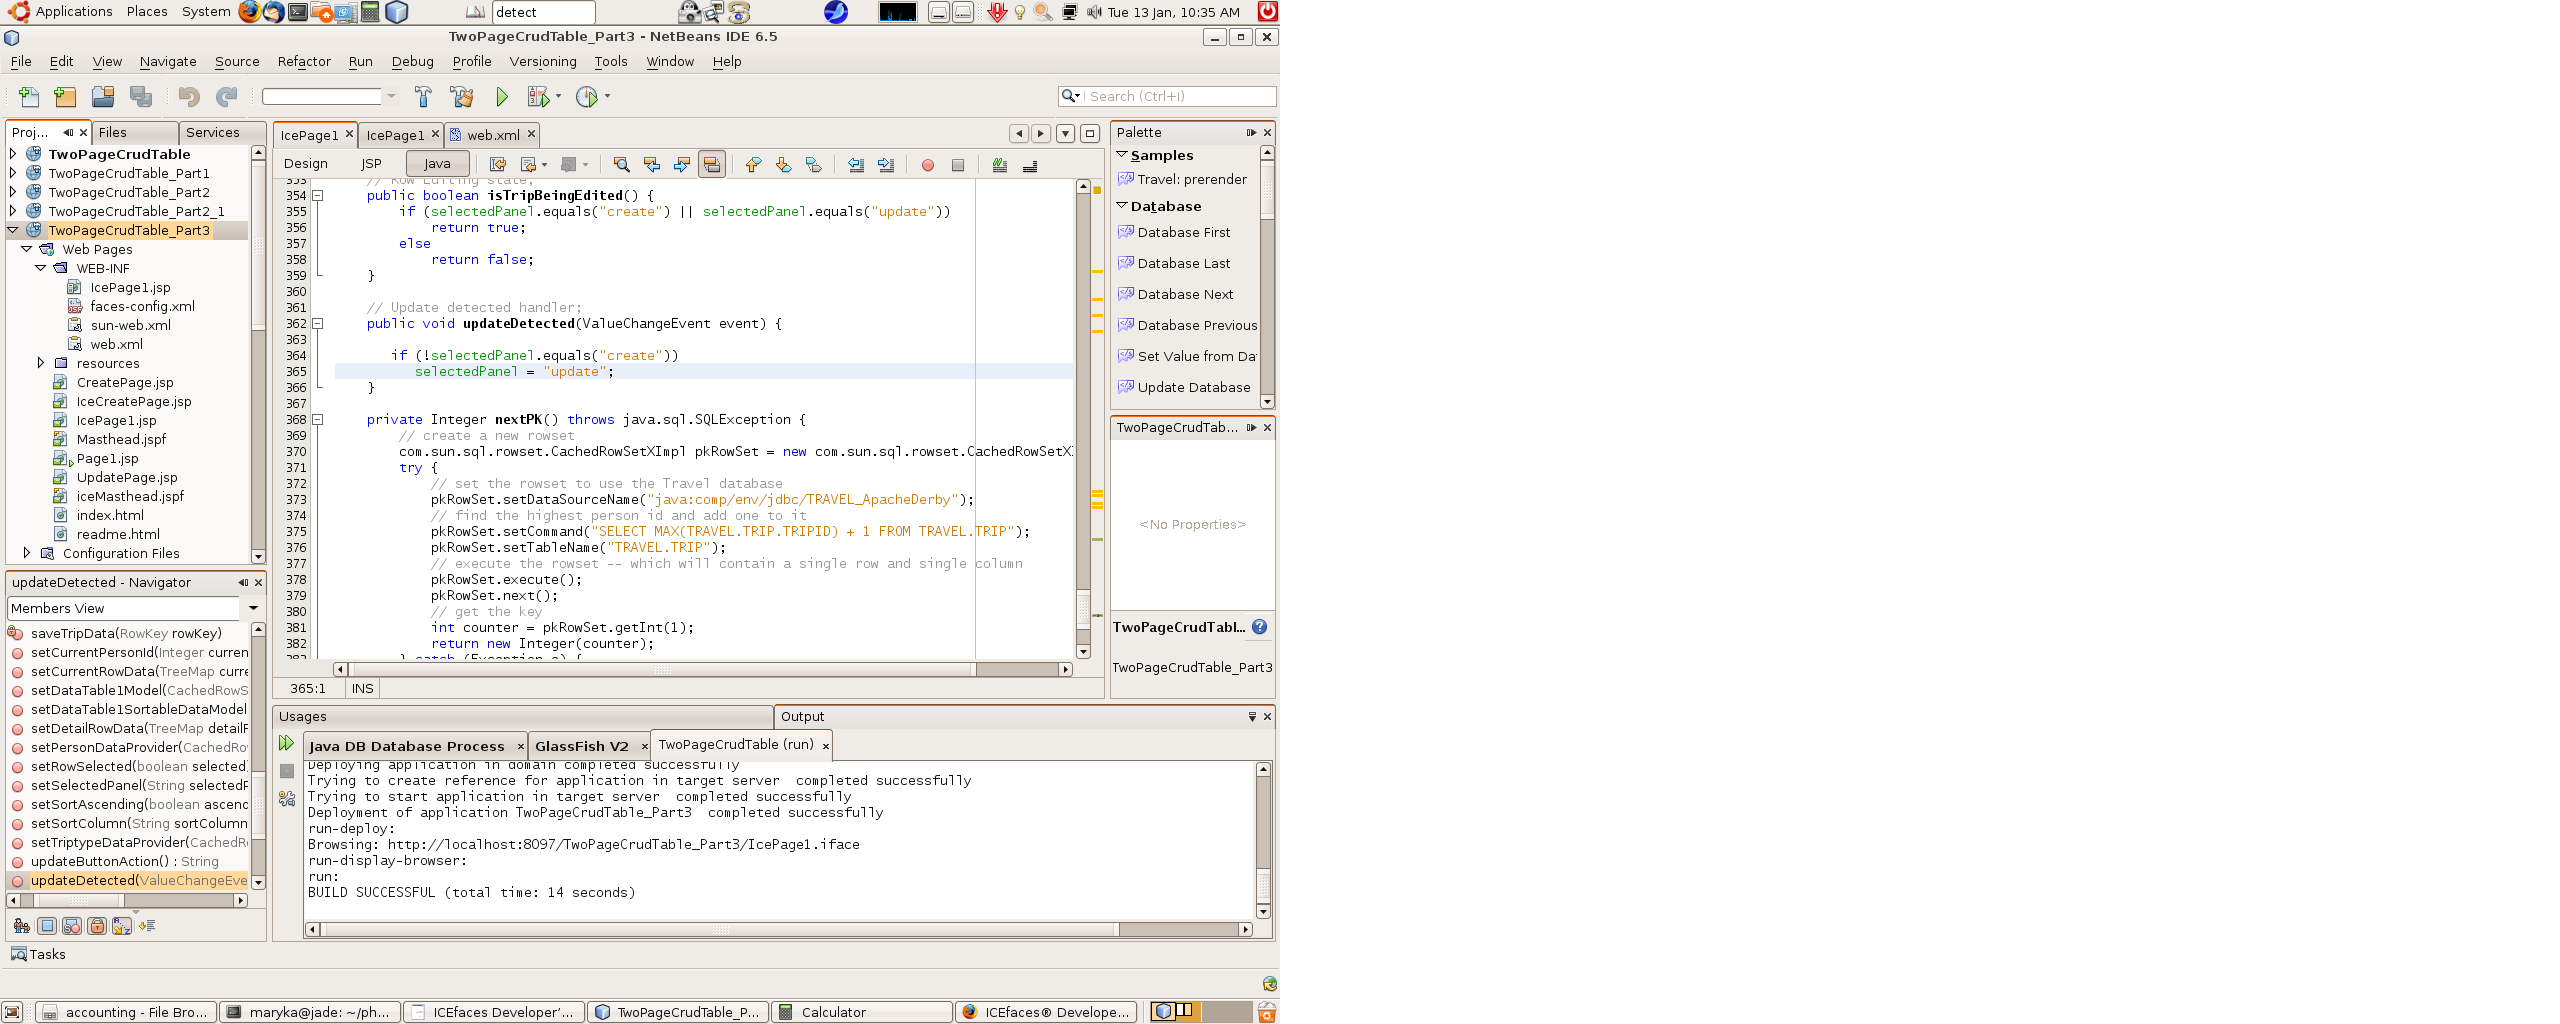 Applications Places System detect Tue 13 Jan, 10:35 AM
TwoPageCrudTable_Part3 - NetBeans IDE 6.5
File Edit View Navigate Source Refactor Run Debug Profile Versioning Tools Window Help
Search (Ctrl+I)
Proj... Files Services
TwoPageCrudTable
TwoPageCrudTable_Part1
TwoPageCrudTable_Part2
TwoPageCrudTable_Part2_1
TwoPageCrudTable_Part3
Web Pages
WEB-INF
IcePage1.jsp
faces-config.xml
sun-web.xml
web.xml
resources
CreatePage.jsp
IceCreatePage.jsp
IcePage1.jsp
Masthead.jspf
Page1.jsp
UpdatePage.jsp
iceMasthead.jspf
index.html
readme.html
Configuration Files
updateDetected - Navigator
Members View
saveTripData(RowKey rowKey)
setCurrentPersonId(Integer curren
setCurrentRowData(TreeMap curre
setDataTable1Model(CachedRowS
setDataTable1SortableDataModel
setDetailRowData(TreeMap detailR
setPersonDataProvider(CachedRo
setRowSelected(boolean selected
setSelectedPanel(String selectedP
setSortAscending(boolean ascend
setSortColumn(String sortColumn
setTriptypeDataProvider(CachedR
updateButtonAction() : String
updateDetected(ValueChangeEve
Tasks
IcePage1 IcePage1 web.xml
Design JSP Java
353 // Row Editing state;
354 public boolean isTripBeingEdited() {
355 if (selectedPanel.equals("create") || selectedPanel.equals("update"))
356 return true;
357 else
358 return false;
359 }
360
361 // Update detected handler;
362 public void updateDetected(ValueChangeEvent event) {
363
364 if (!selectedPanel.equals("create"))
365 selectedPanel = "update";
366 }
367
368 private Integer nextPK() throws java.sql.SQLException {
369 // create a new rowset
370 com.sun.sql.rowset.CachedRowSetXImpl pkRowSet = new com.sun.sql.rowset.CachedRowSetXI
371 try {
372 // set the rowset to use the Travel database
373 pkRowSet.setDataSourceName("java:comp/env/jdbc/TRAVEL_ApacheDerby");
374 // find the highest person id and add one to it
375 pkRowSet.setCommand("SELECT MAX(TRAVEL.TRIP.TRIPID) + 1 FROM TRAVEL.TRIP");
376 pkRowSet.setTableName("TRAVEL.TRIP");
377 // execute the rowset -- which will contain a single row and single column
378 pkRowSet.execute();
379 pkRowSet.next();
380 // get the key
381 int counter = pkRowSet.getInt(1);
382 return new Integer(counter);
383 } catch (Exception e) {
365:1 INS
Palette
Samples
Travel: prerender
Database
Database First
Database Last
Database Next
Database Previous
Set Value from Da
Update Database
TwoPageCrudTab...
<No Properties>
TwoPageCrudTabl...
TwoPageCrudTable_Part3
Usages Output
Java DB Database Process GlassFish V2 TwoPageCrudTable (run)
Deploying application in domain completed successfully
Trying to create reference for application in target server completed successfully
Trying to start application in target server completed successfully
Deployment of application TwoPageCrudTable_Part3 completed successfully
run-deploy:
Browsing: http://localhost:8097/TwoPageCrudTable_Part3/IcePage1.iface
run-display-browser:
run:
BUILD SUCCESSFUL (total time: 14 seconds)
accounting - File Bro... maryka@jade: ~/ph... ICEfaces Developer'... TwoPageCrudTable_P... Calculator ICEfaces® Develope...